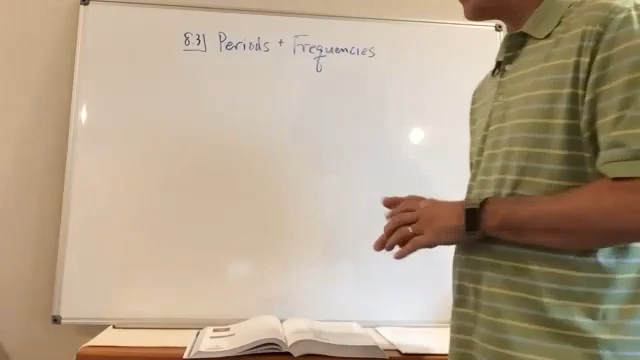 8.3] Periods + Frequencies